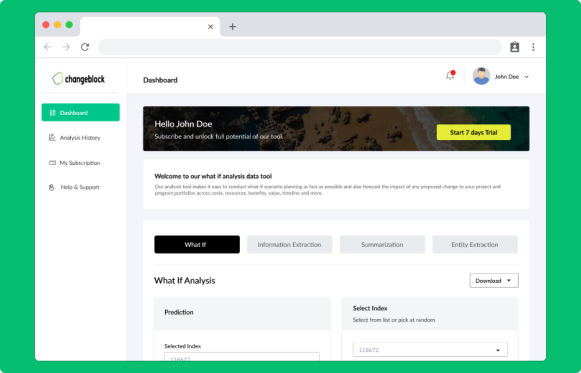 changeblock
Dashboard
John Doe
Dashboard
Analysis History
My Subscription
Help & Support
Hello John Doe
Subscribe and unlock full potential of our tool.
Start 7 days Trial
Welcome to our what if analysis
data tool
Our analysis tool makes it easy to conduct what-if scenario planning as fast as possible and also forecast the impact of any proposed change to your project and
program portfolios across costs, resources, benefits, value, timeline and more.
What If
Information Extraction
Summarization
Entity Extraction
What If Analysis
Download
Prediction
Selected Index
118672
Select Index
Select from list or pick at random
118672